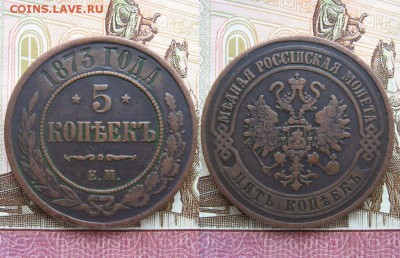 COINS.LAVE.RU
1873 ГОДА
* 5 *
КОПѢЕКЪ
Е.М.
МѢДНАЯ РОССІЙСКАЯ МОНЕТА
ПЯТЬ КОПѢЕКЪ